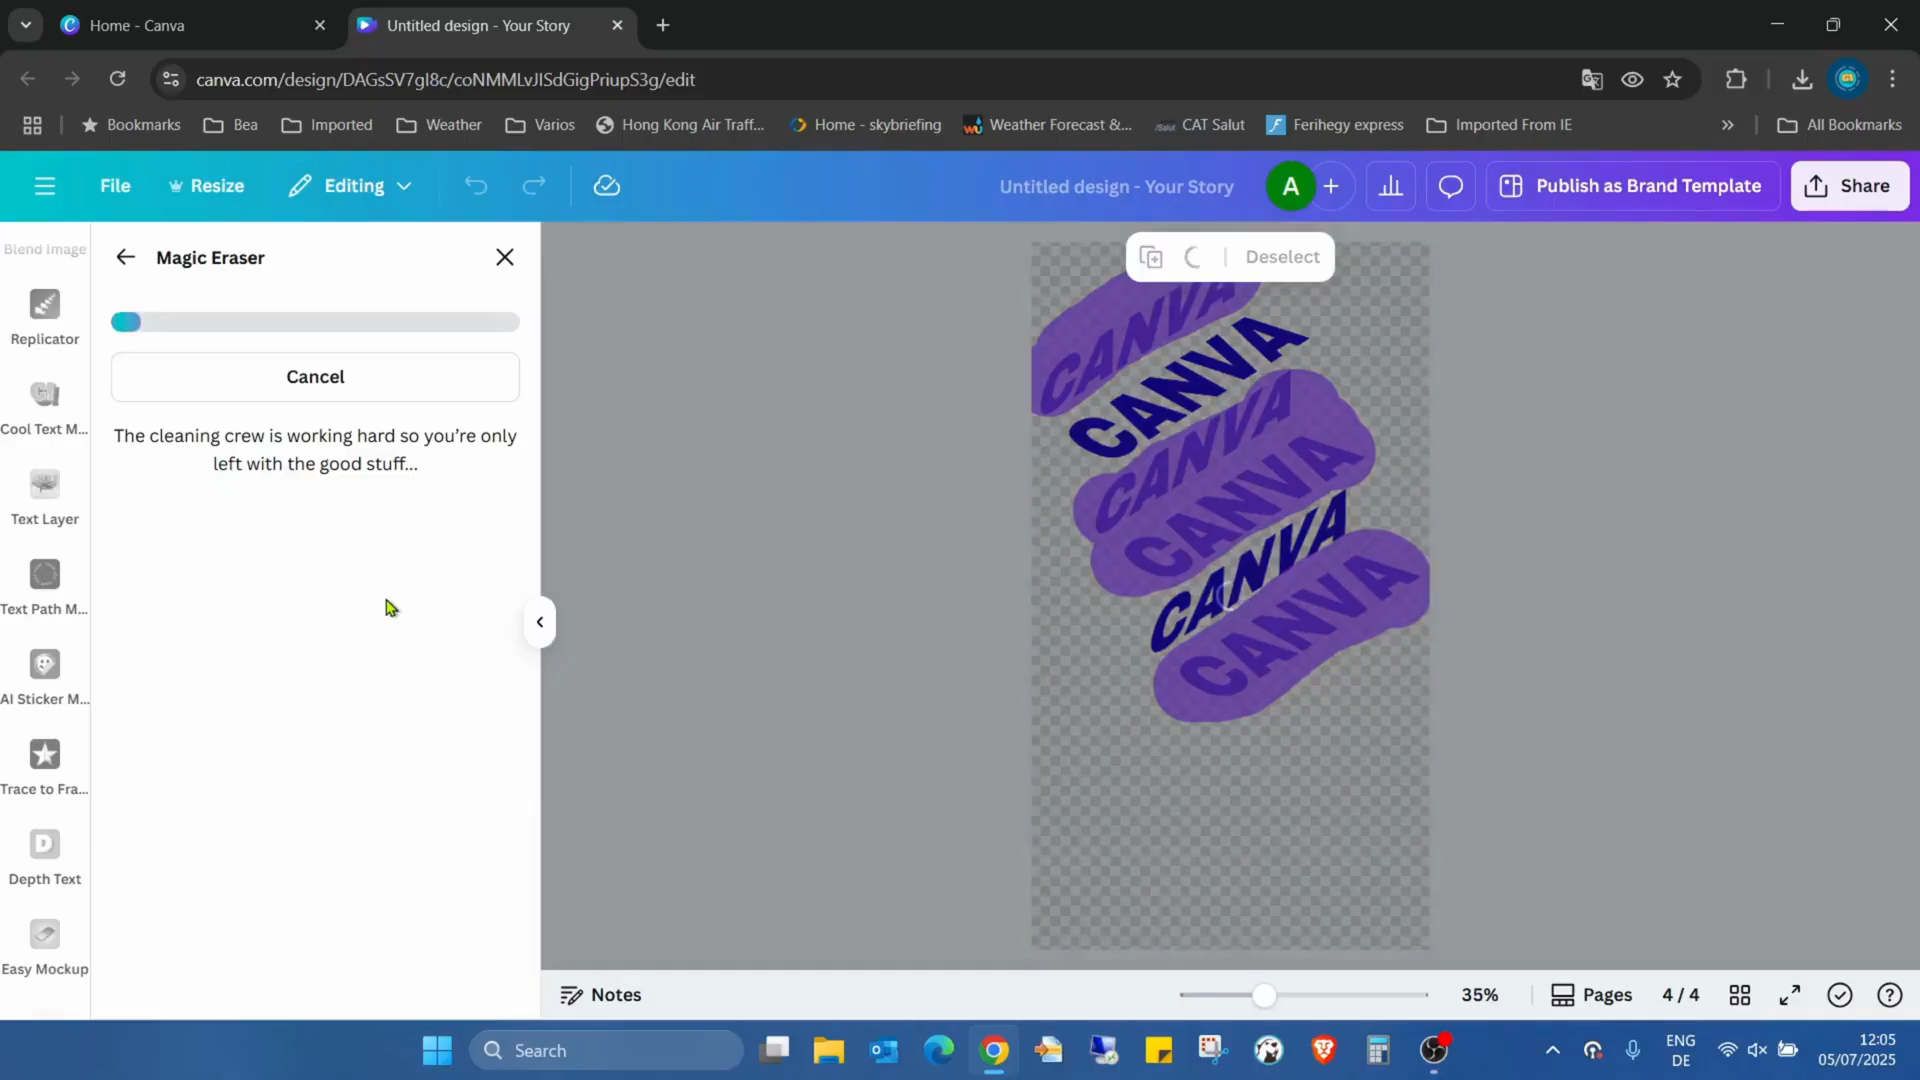 Home - Canva
Untitled design - Your Story
canva.com/design/DAGsSV7gl8c/coNMMLvJISdGigPriupS3g/edit
Bookmarks
Bea
Imported
Weather
Varios
Hong Kong Air Traff...
Home - skybriefing
Weather Forecast &...
CAT Salut
Ferihegy express
Imported From IE
All Bookmarks
File
Resize
Editing
Untitled design - Your Story
A
Publish as Brand Template
Share
Blend Image
Replicator
Cool Text M...
Text Layer
Text Path M...
AI Sticker M...
Trace to Fra...
Depth Text
Easy Mockup
Magic Eraser
Cancel
The cleaning crew is working hard so you're only
left with the good stuff...
Deselect
CANVA
CANVA
CANVA
CANVA
CANVA
CANVA
Notes
35%
Pages
4 / 4
Search
ENG
DE
12:05
05/07/2025